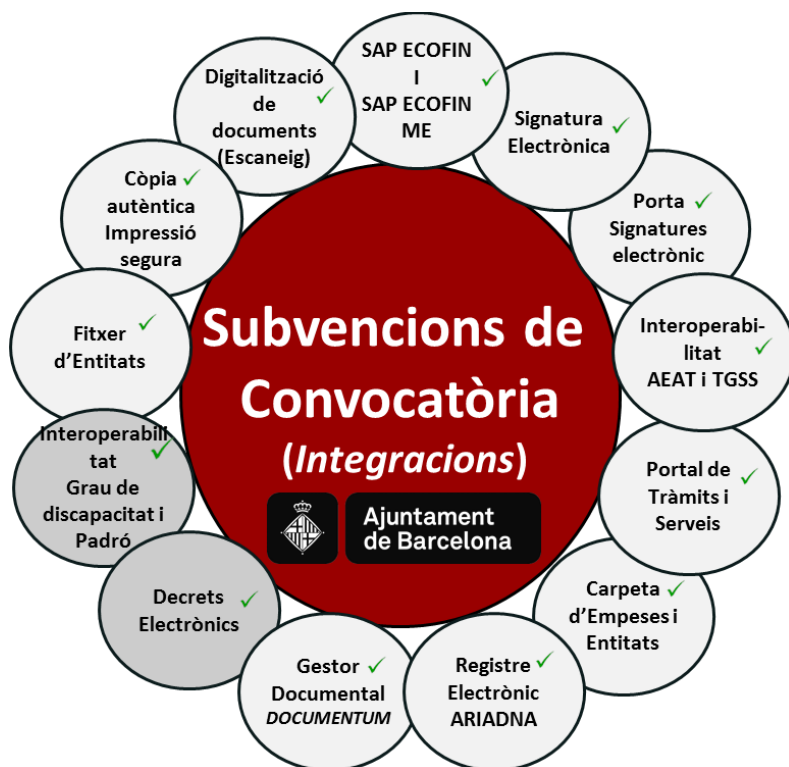 Subvencions de
Convocatòria
(Integracions)
Ajuntament
de Barcelona
SAP ECOFIN
I
SAP ECOFIN
ME
Signatura
Electrònica
Porta
Signatures
electrònic
Interoperabi-
litat
AEAT i TGSS
Portal de
Tràmits i
Serveis
Carpeta
d'Empeses i
Entitats
Registre
Electrònic
ARIADNA
Gestor
Documental
DOCUMENTUM
Decrets
Electrònics
Interoperabili
tat
Grau de
discapacitat i
Padró
Fitxer
d'Entitats
Còpia
autèntica
Impressió
segura
Digitalització
de
documents
(Escaneig)